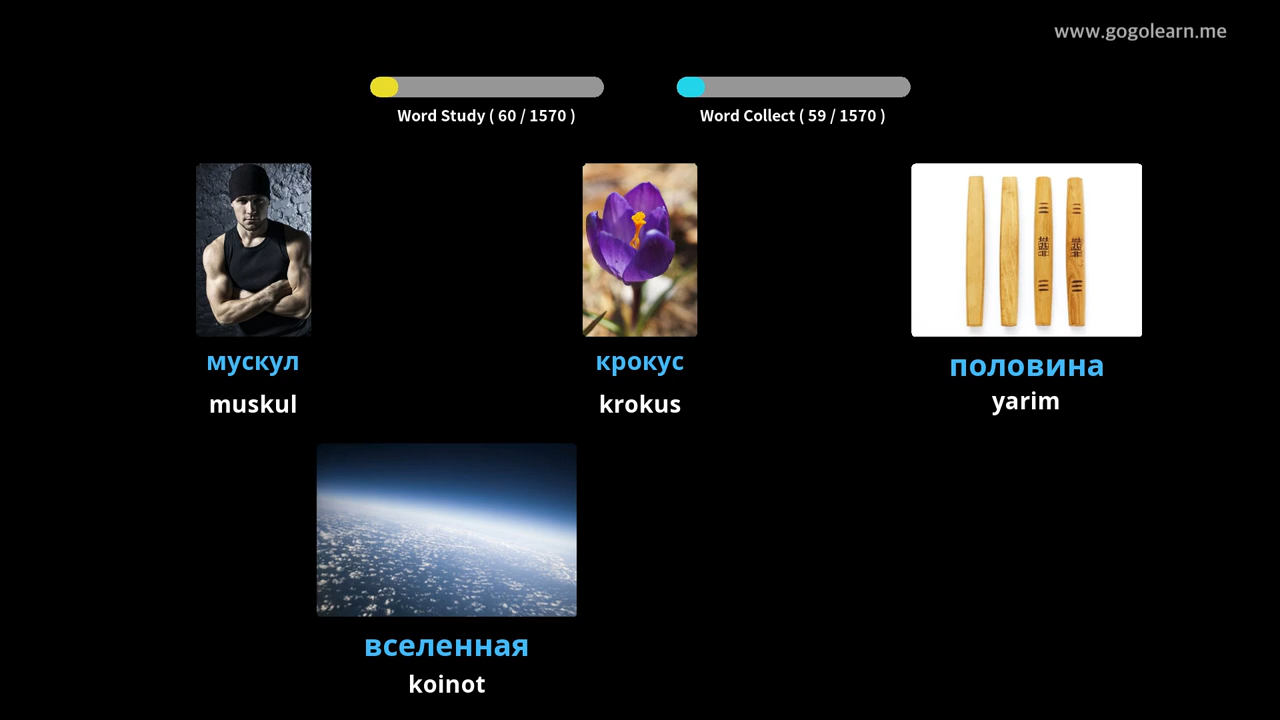 www.gogolearn.me
Word Study ( 60 / 1570 )
Word Collect ( 59 / 1570 )
мускул
muskul
крокус
krokus
половина
yarim
вселенная
koinot